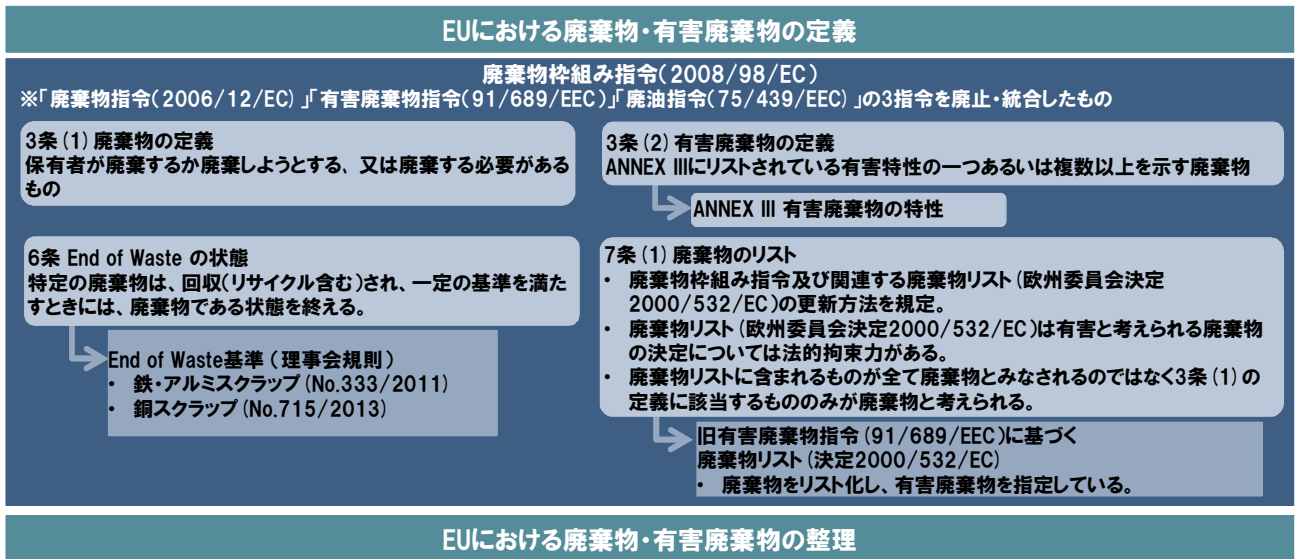 EUにおける廃棄物・有害廃棄物の定義
廃棄物枠組み指令(2008/98/EC)
※「廃棄物指令(2006/12/EC)」「有害廃棄物指令(91/689/EEC)」「廃油指令(75/439/EEC)」の3指令を廃止・統合したもの
3条(1)廃棄物の定義
保有者が廃棄するか廃棄しようとする、又は廃棄する必要がある
もの
3条(2)有害廃棄物の定義
ANNEX IIIにリストされている有害特性の一つあるいは複数以上を示す廃棄物
ANNEX III 有害廃棄物の特性
6条 End of Waste の状態
特定の廃棄物は、回収(リサイクル含む)され、一定の基準を満た
すときには、廃棄物である状態を終える。
End of Waste基準(理事会規則)
• 鉄・アルミスクラップ(No.333/2011)
• 銅スクラップ(No.715/2013)
7条(1)廃棄物のリスト
• 廃棄物枠組み指令及び関連する廃棄物リスト(欧州委員会決定
2000/532/EC)の更新方法を規定。
• 廃棄物リスト(欧州委員会決定2000/532/EC)は有害と考えられる廃棄物
の決定については法的拘束力がある。
• 廃棄物リストに含まれるものが全て廃棄物とみなされるのではなく3条(1)の
定義に該当するもののみが廃棄物と考えられる。
旧有害廃棄物指令(91/689/EEC)に基づく
廃棄物リスト(決定2000/532/EC)
• 廃棄物をリスト化し、有害廃棄物を指定している。
EUにおける廃棄物・有害廃棄物の整理